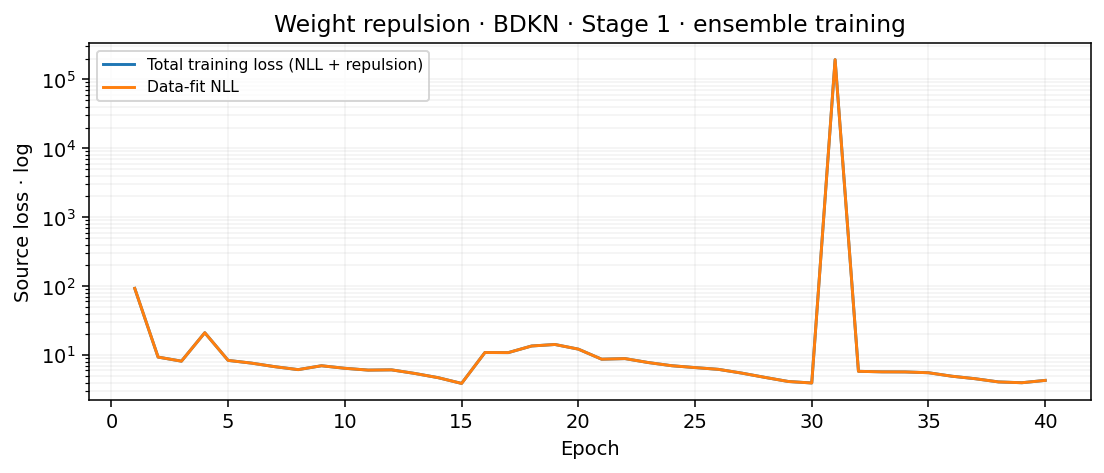 Weight repulsion · BDKN · Stage 1 · ensemble training
Total training loss (NLL + repulsion)
Data-fit NLL
Source loss · log
10⁵
10⁴
10³
10²
10¹
0 5 10 15 20 25 30 35 40
Epoch